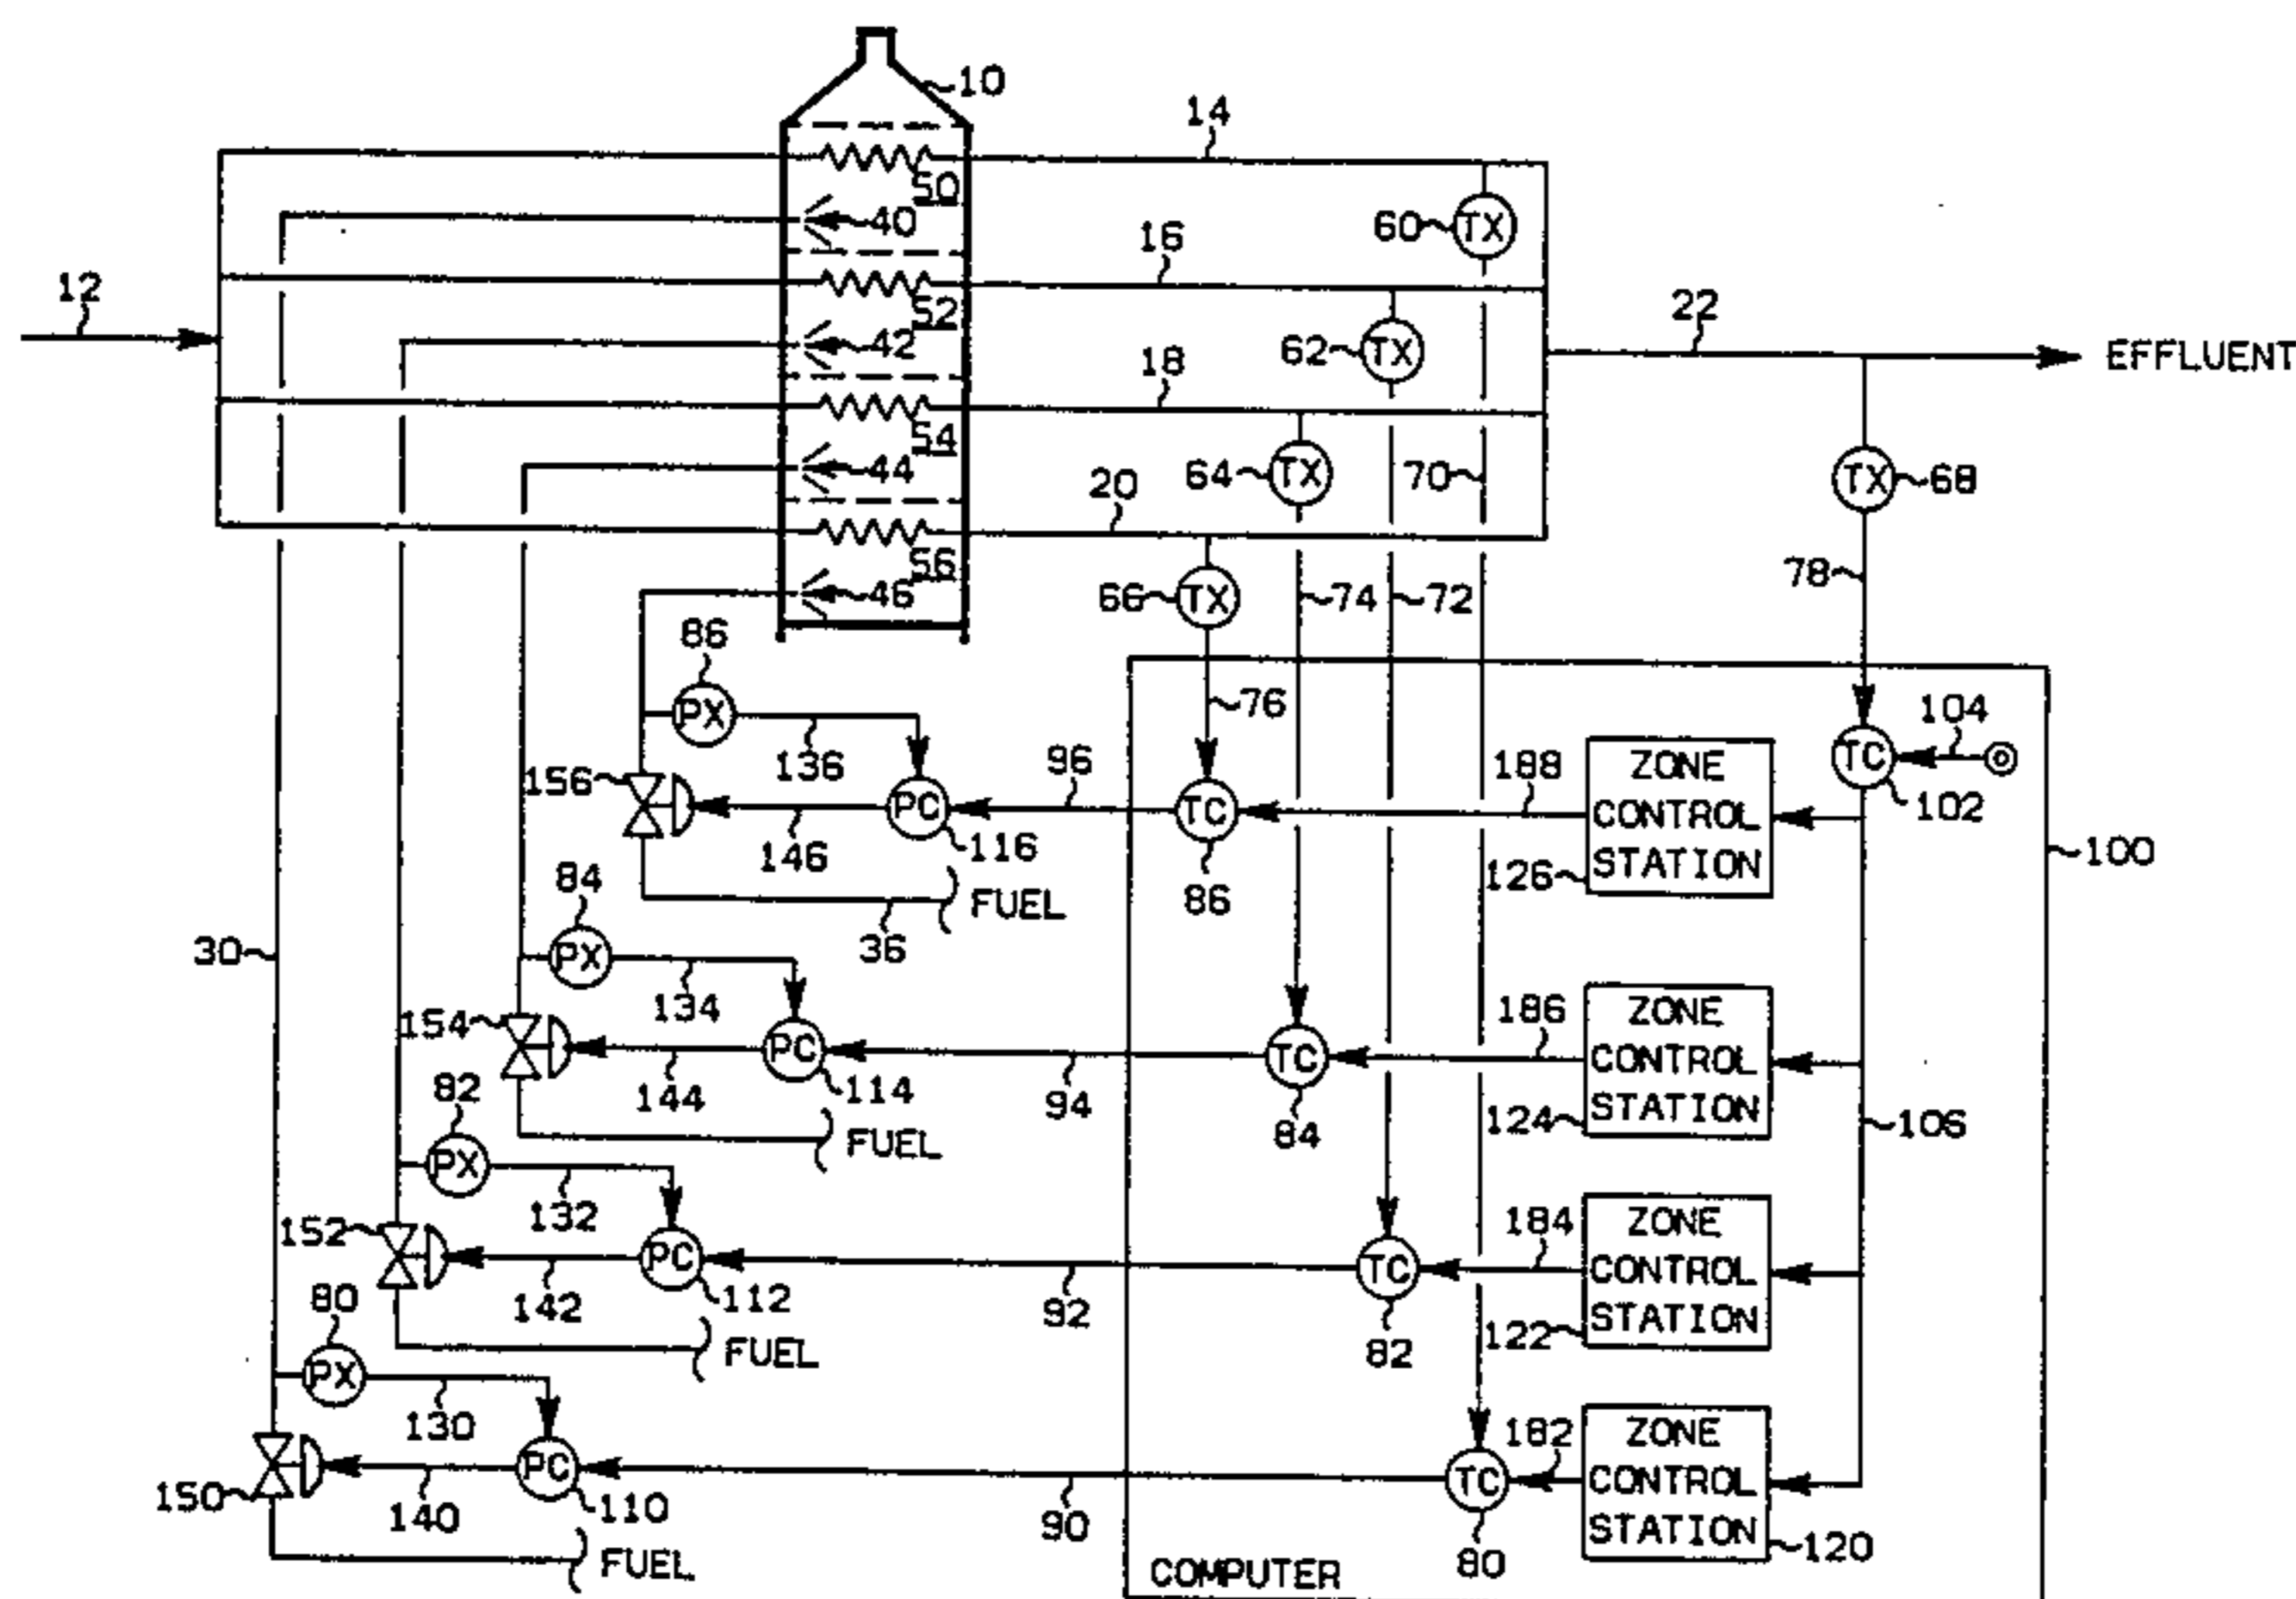 10
14
50
40
60 TX
16
12
52
42
62 TX
22
EFFLUENT
18
54
44
64 TX
70
TX 68
20
56
46
66 TX
74
72
78
86
PX
136
76
104
156
PC
96
TC
188
ZONE
CONTROL
STATION
TC
102
146
116
86
126
100
36
FUEL
84
30
PX
134
154
PC
186
ZONE
CONTROL
STATION
TC
144
114
94
84
124
106
FUEL
82
PX
132
152
PC
184
ZONE
CONTROL
STATION
TC
142
112
92
82
122
FUEL
80
PX
130
182
ZONE
CONTROL
STATION
PC
TC
150
140
110
90
80
120
FUEL
COMPUTER